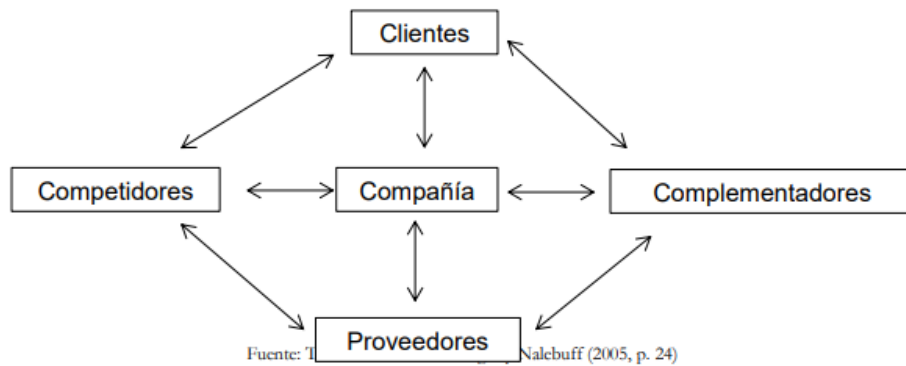 Clientes
Competidores
Compañía
Complementadores
Proveedores
Fuente: Nalebuff (2005, p. 24)